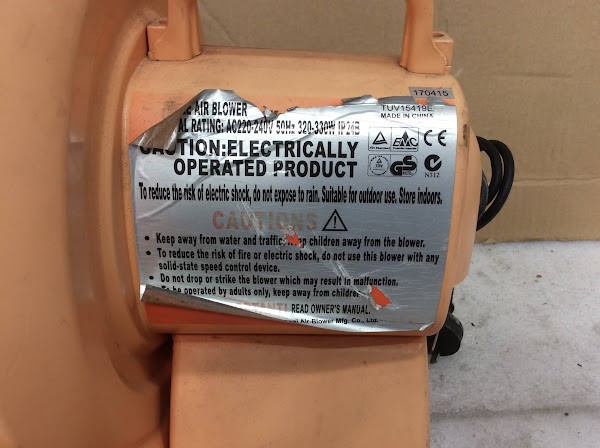 170415
TUV15419E
MADE IN CHINA
AIR BLOWER
RATING: AC220-240V 50Hz 320-330W IP24B
CAUTION:ELECTRICALLY
OPERATED PRODUCT
EMC CE
N312
To reduce the risk of electric shock, do not expose to rain. Suitable for outdoor use. Store indoors.
CAUTIONS
• Keep away from water and traffic. children away from the blower.
• To reduce the risk of fire or electric shock, do not use this blower with any
solid-state speed control device.
• Do not drop or strike the blower which may result in malfunction.
To be operated by adults only, keep away from
READ OWNER'S MANUAL.
Air Blower Mfg. Co., Ltd.